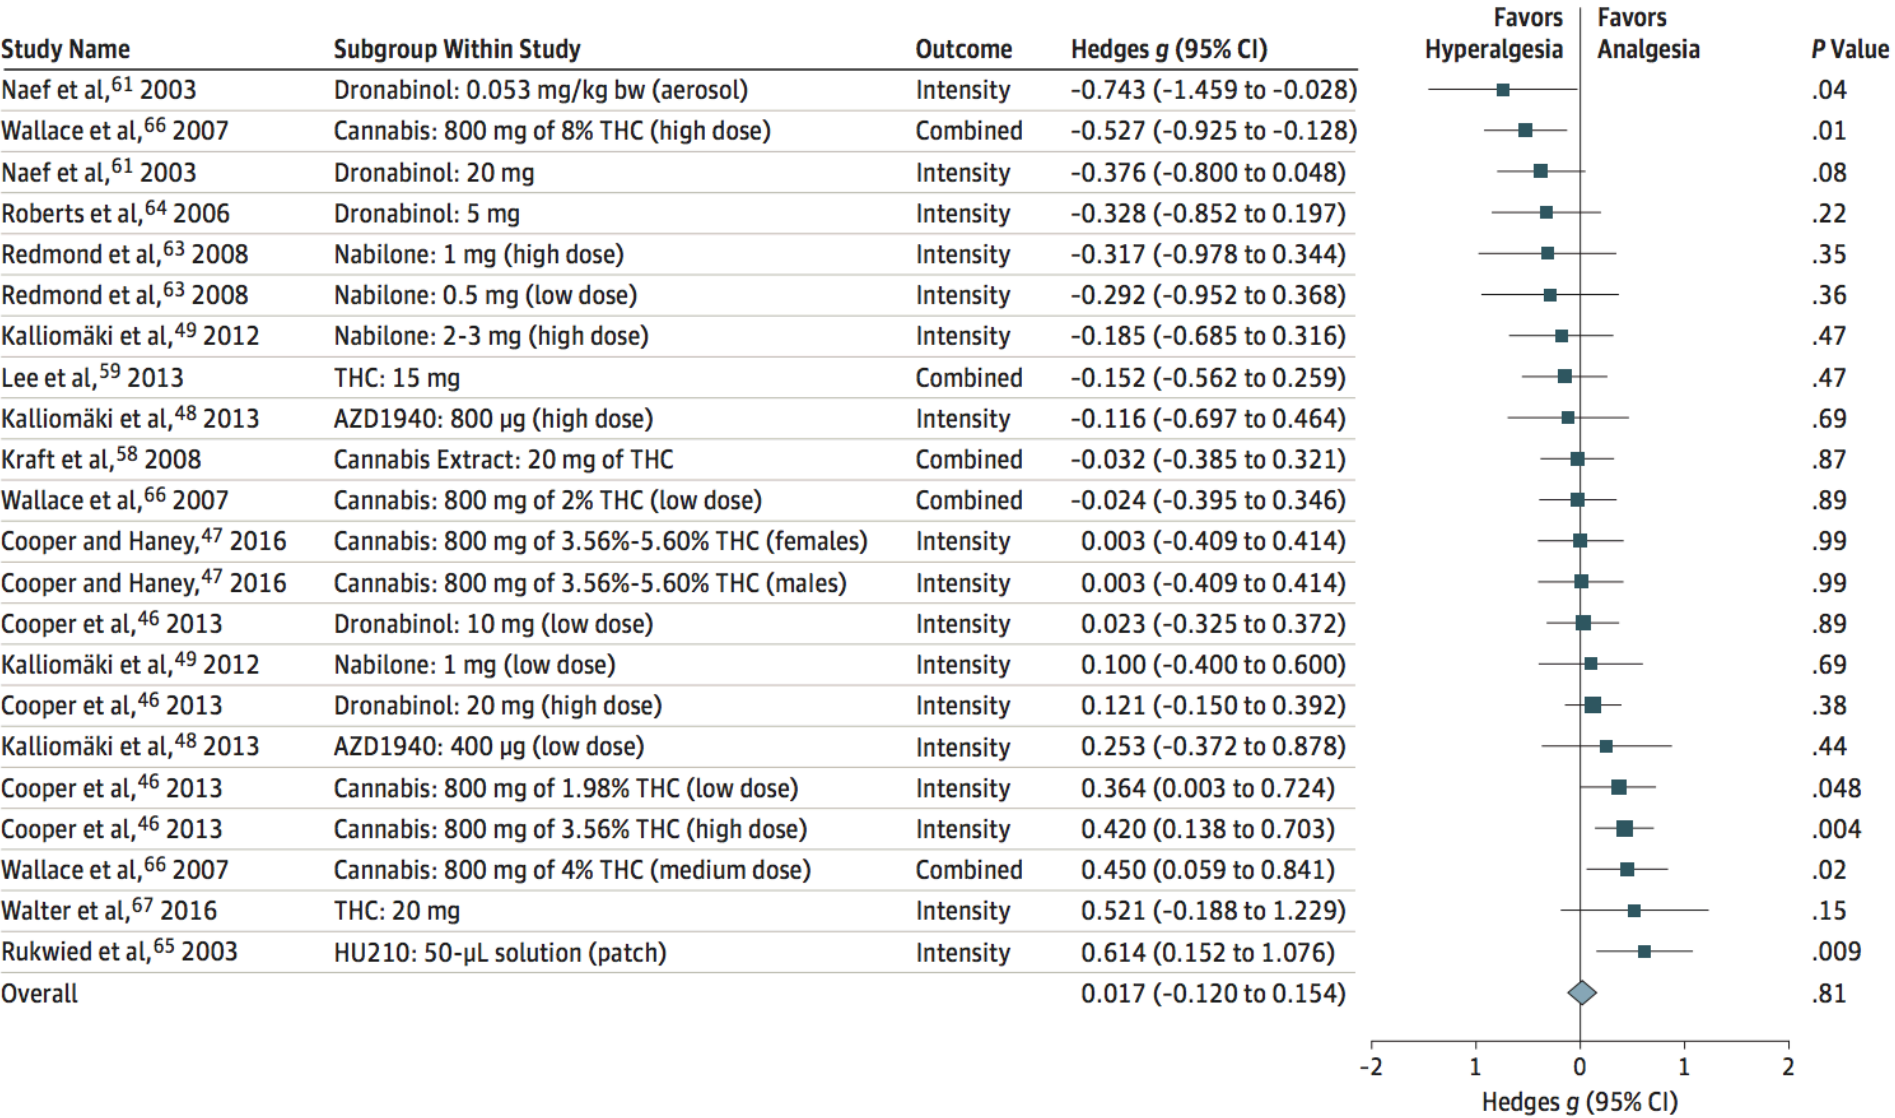 Favors Hyperalgesia Favors Analgesia
Study Name Subgroup Within Study Outcome Hedges g (95% CI) P Value
Naef et al,61 2003 Dronabinol: 0.053 mg/kg bw (aerosol) Intensity -0.743 (-1.459 to -0.028) .04
Wallace et al,66 2007 Cannabis: 800 mg of 8% THC (high dose) Combined -0.527 (-0.925 to -0.128) .01
Naef et al,61 2003 Dronabinol: 20 mg Intensity -0.376 (-0.800 to 0.048) .08
Roberts et al,64 2006 Dronabinol: 5 mg Intensity -0.328 (-0.852 to 0.197) .22
Redmond et al,63 2008 Nabilone: 1 mg (high dose) Intensity -0.317 (-0.978 to 0.344) .35
Redmond et al,63 2008 Nabilone: 0.5 mg (low dose) Intensity -0.292 (-0.952 to 0.368) .36
Kalliomäki et al,49 2012 Nabilone: 2-3 mg (high dose) Intensity -0.185 (-0.685 to 0.316) .47
Lee et al,59 2013 THC: 15 mg Combined -0.152 (-0.562 to 0.259) .47
Kalliomäki et al,48 2013 AZD1940: 800 µg (high dose) Intensity -0.116 (-0.697 to 0.464) .69
Kraft et al,58 2008 Cannabis Extract: 20 mg of THC Combined -0.032 (-0.385 to 0.321) .87
Wallace et al,66 2007 Cannabis: 800 mg of 2% THC (low dose) Combined -0.024 (-0.395 to 0.346) .89
Cooper and Haney,47 2016 Cannabis: 800 mg of 3.56%-5.60% THC (females) Intensity 0.003 (-0.409 to 0.414) .99
Cooper and Haney,47 2016 Cannabis: 800 mg of 3.56%-5.60% THC (males) Intensity 0.003 (-0.409 to 0.414) .99
Cooper et al,46 2013 Dronabinol: 10 mg (low dose) Intensity 0.023 (-0.325 to 0.372) .89
Kalliomäki et al,49 2012 Nabilone: 1 mg (low dose) Intensity 0.100 (-0.400 to 0.600) .69
Cooper et al,46 2013 Dronabinol: 20 mg (high dose) Intensity 0.121 (-0.150 to 0.392) .38
Kalliomäki et al,48 2013 AZD1940: 400 µg (low dose) Intensity 0.253 (-0.372 to 0.878) .44
Cooper et al,46 2013 Cannabis: 800 mg of 1.98% THC (low dose) Intensity 0.364 (0.003 to 0.724) .048
Cooper et al,46 2013 Cannabis: 800 mg of 3.56% THC (high dose) Intensity 0.420 (0.138 to 0.703) .004
Wallace et al,66 2007 Cannabis: 800 mg of 4% THC (medium dose) Combined 0.450 (0.059 to 0.841) .02
Walter et al,67 2016 THC: 20 mg Intensity 0.521 (-0.188 to 1.229) .15
Rukwied et al,65 2003 HU210: 50-µL solution (patch) Intensity 0.614 (0.152 to 1.076) .009
Overall 0.017 (-0.120 to 0.154) .81
-2 1 0 1 2
Hedges g (95% CI)